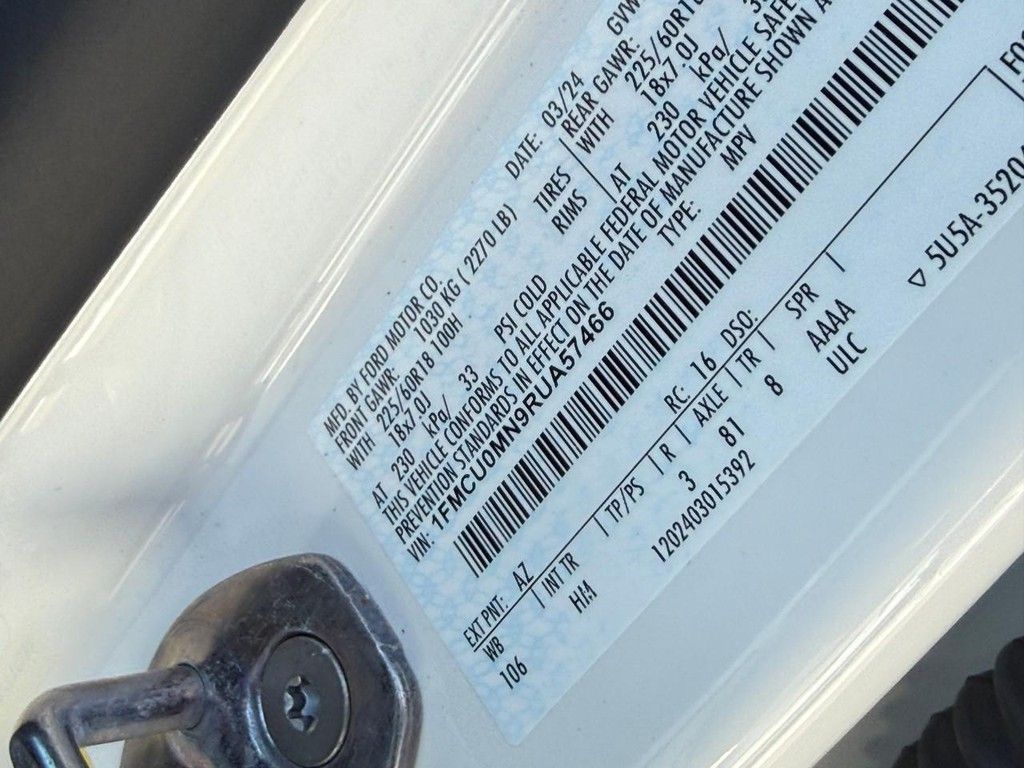 MFD. BY FORD MOTOR CO.
DATE: 03/24
GVW
FRONT GAWR: 1030 KG ( 2270 LB)
REAR GAWR:
WITH 225/60R18 100H TIRES WITH 225/60R18
18x7.0J RIMS 18x7.0J
AT 230 kPa/ 33 PSI COLD AT 230 kPa/
THIS VEHICLE CONFORMS TO ALL APPLICABLE FEDERAL MOTOR VEHICLE SAFE
PREVENTION STANDARDS IN EFFECT ON THE DATE OF MANUFACTURE SHOWN A
VIN: 1FMCU0MN9RUA57466
TYPE: MPV
EXT PNT: AZ RC: 16 DSO:
WB INT TR TP/PS R AXLE TR SPR
106 3 81 8 AAAA
1202403015392 ULC
▽ 5U5A-3520